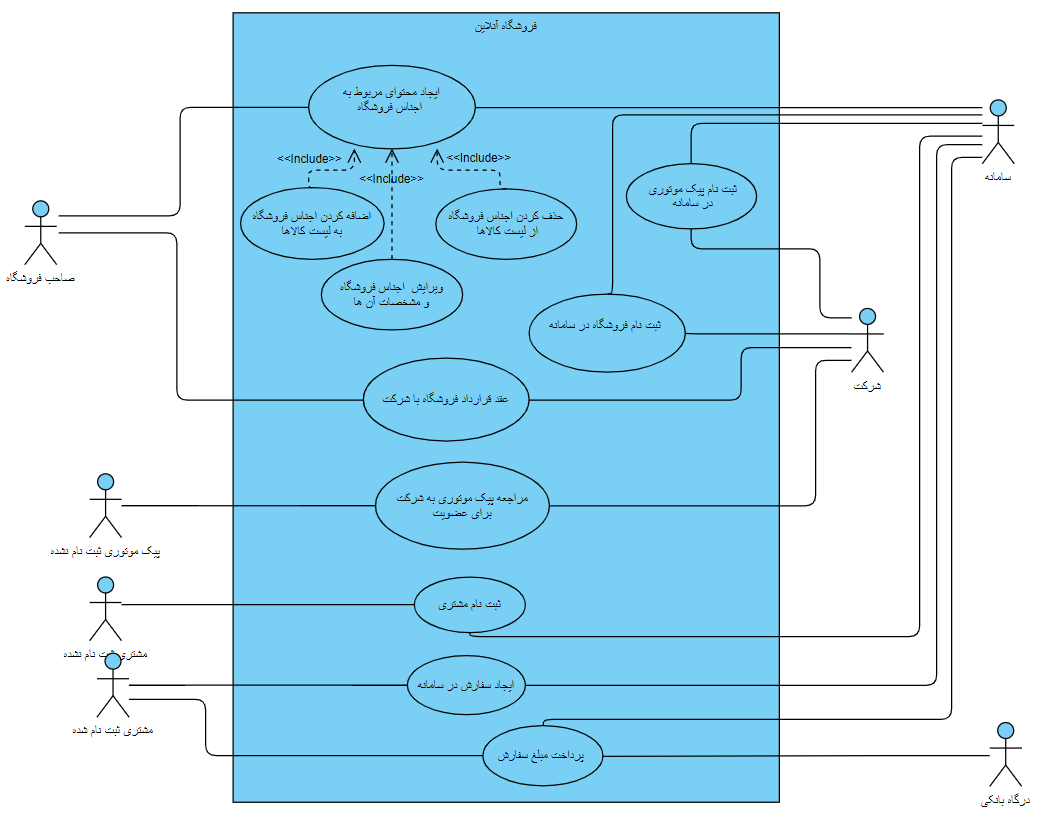 فروشگاه آنلاین
ایجاد محتوای مربوط به
اجناس فروشگاه
<<Include>>
<<Include>>
<<Include>>
سامانه
ثبت نام پیک موتوری
در سامانه
اضافه کردن اجناس فروشگاه
به لیست کالاها
حذف کردن اجناس فروشگاه
از لیست کالاها
صاحب فروشگاه
ویرایش اجناس فروشگاه
و مشخصات آن ها
ثبت نام فروشگاه در سامانه
شرکت
عقد قرارداد فروشگاه با شرکت
مراجعه پیک موتوری به شرکت
برای عضویت
پیک موتوری ثبت نام نشده
ثبت نام مشتری
مشتری ثبت نام نشده
ایجاد سفارش در سامانه
مشتری ثبت نام شده
پرداخت مبلغ سفارش
درگاه بانکی